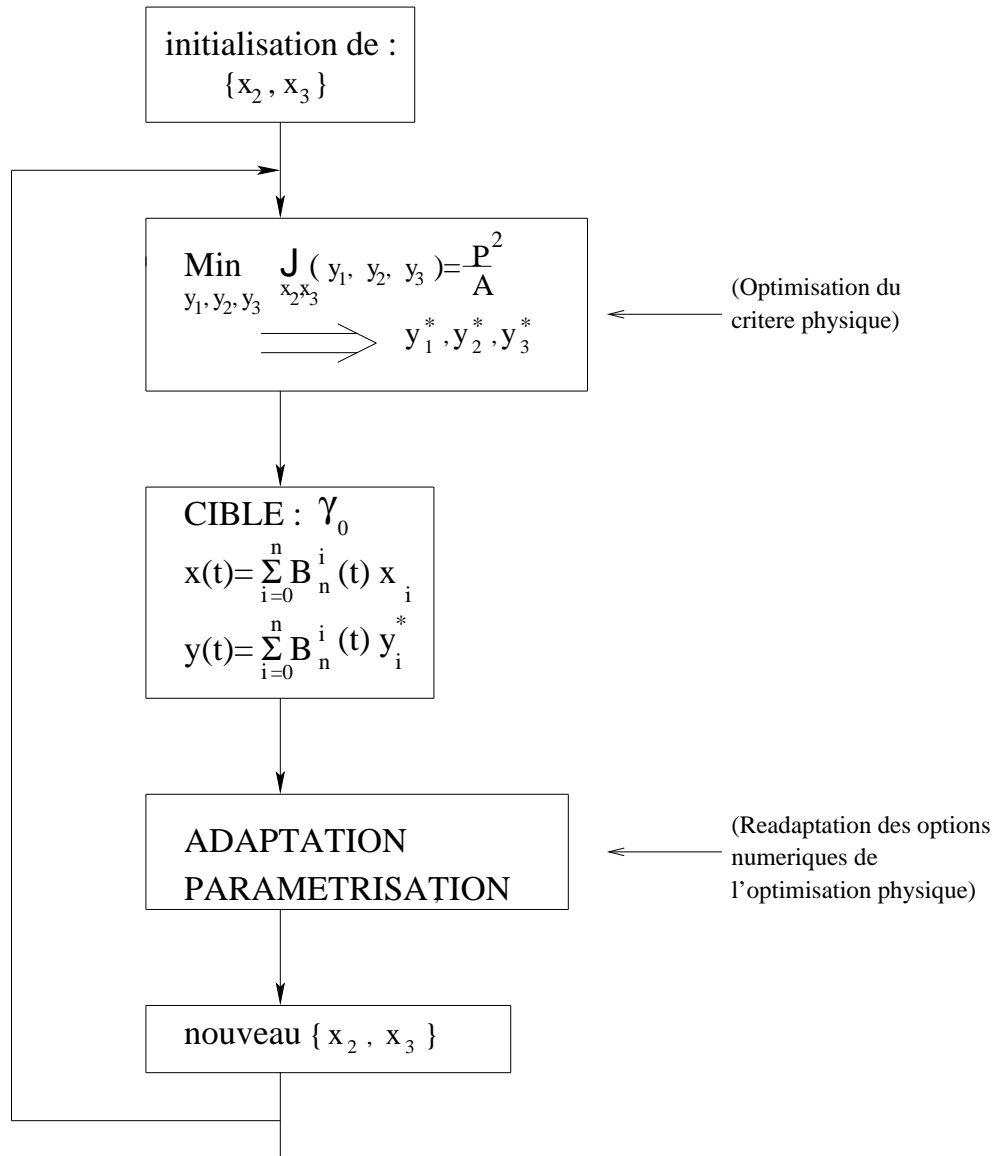 initialisation de :
{x₂ , x₃ }
Min J ( y₁, y₂, y₃ )= P² / A
y₁, y₂, y₃ x₂,x₃
y₁* , y₂* , y₃*
(Optimisation du
critere physique)
CIBLE : γ₀
x(t)= Σ_{i=0}^{n} B_n^i (t) x_i
y(t)= Σ_{i=0}^{n} B_n^i (t) y_i^*
ADAPTATION
PARAMETRISATION
(Readaptation des options
numeriques de
l’optimisation physique)
nouveau { x₂ , x₃ }